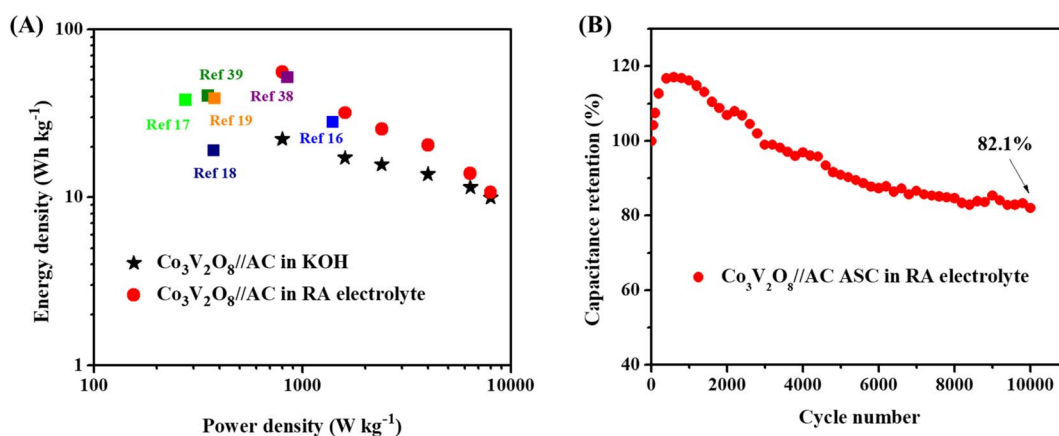 (A)
100
10
1
Energy density (Wh kg⁻¹)
Ref 39
Ref 38
Ref 17
Ref 19
Ref 16
Ref 18
Co₃V₂O₈//AC in KOH
Co₃V₂O₈//AC in RA electrolyte
100
1000
10000
Power density (W kg⁻¹)
(B)
120
100
80
60
40
Capacitance retention (%)
82.1%
Co₃V₂O₈//AC ASC in RA electrolyte
0
2000
4000
6000
8000
10000
Cycle number